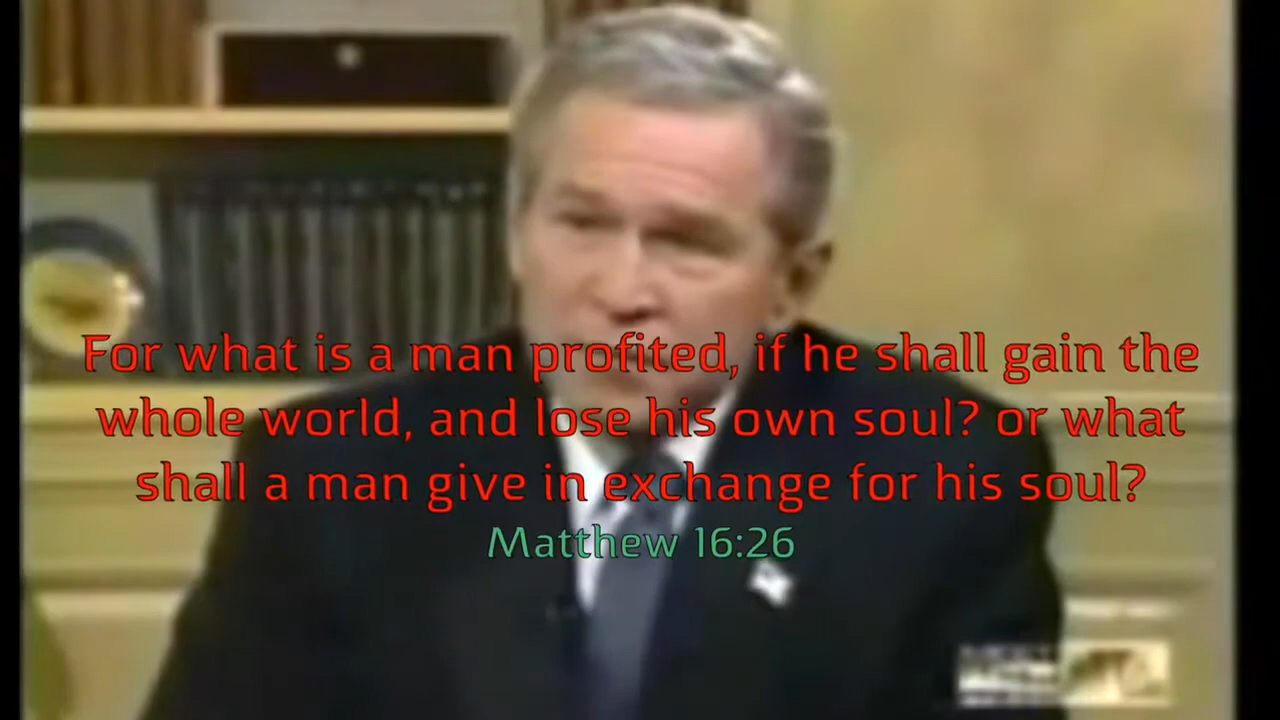 For what is a man profited, if he shall gain the
whole world, and lose his own soul? or what
shall a man give in exchange for his soul?
Matthew 16:26